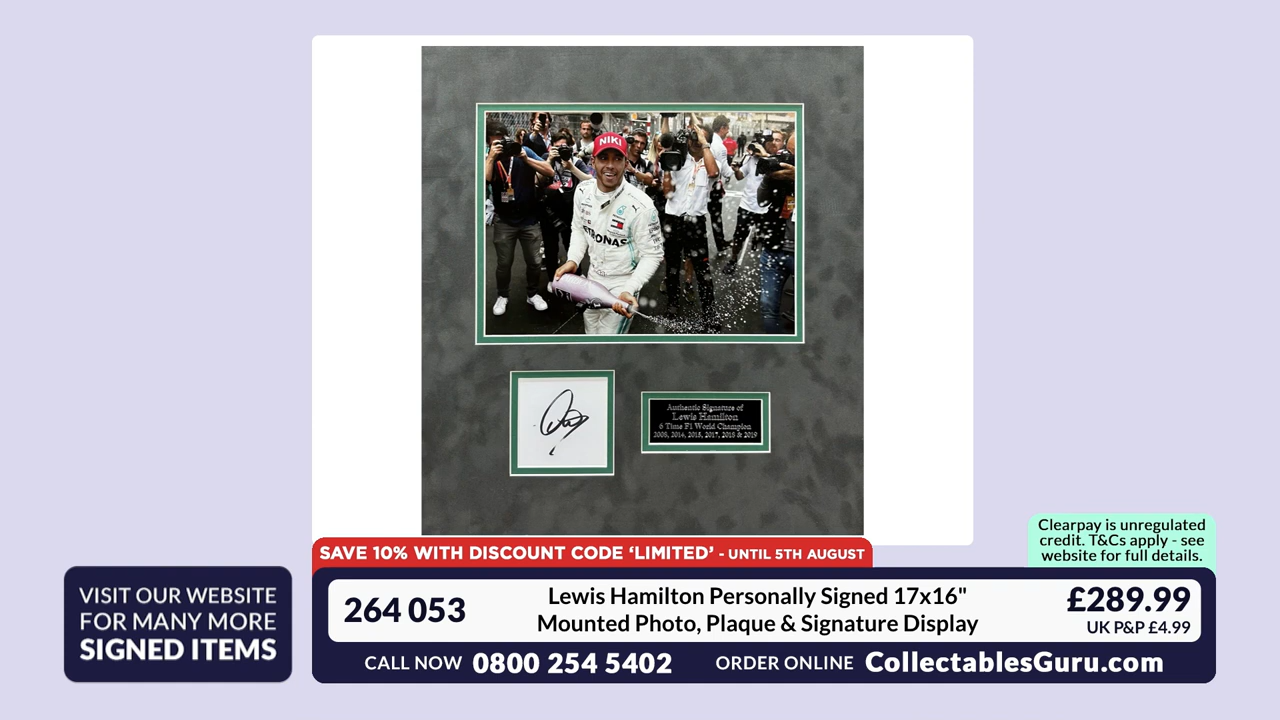 NIKI
PETRONAS
Authentic Signature of
Lewis Hamilton
6 Time F1 World Champion
2008, 2014, 2015, 2017, 2018 & 2019
Clearpay is unregulated
credit. T&Cs apply - see
website for full details.
SAVE 10% WITH DISCOUNT CODE ‘LIMITED’ - UNTIL 5TH AUGUST
VISIT OUR WEBSITE
FOR MANY MORE
SIGNED ITEMS
264 053
Lewis Hamilton Personally Signed 17x16"
Mounted Photo, Plaque & Signature Display
£289.99
UK P&P £4.99
CALL NOW 0800 254 5402
ORDER ONLINE CollectablesGuru.com